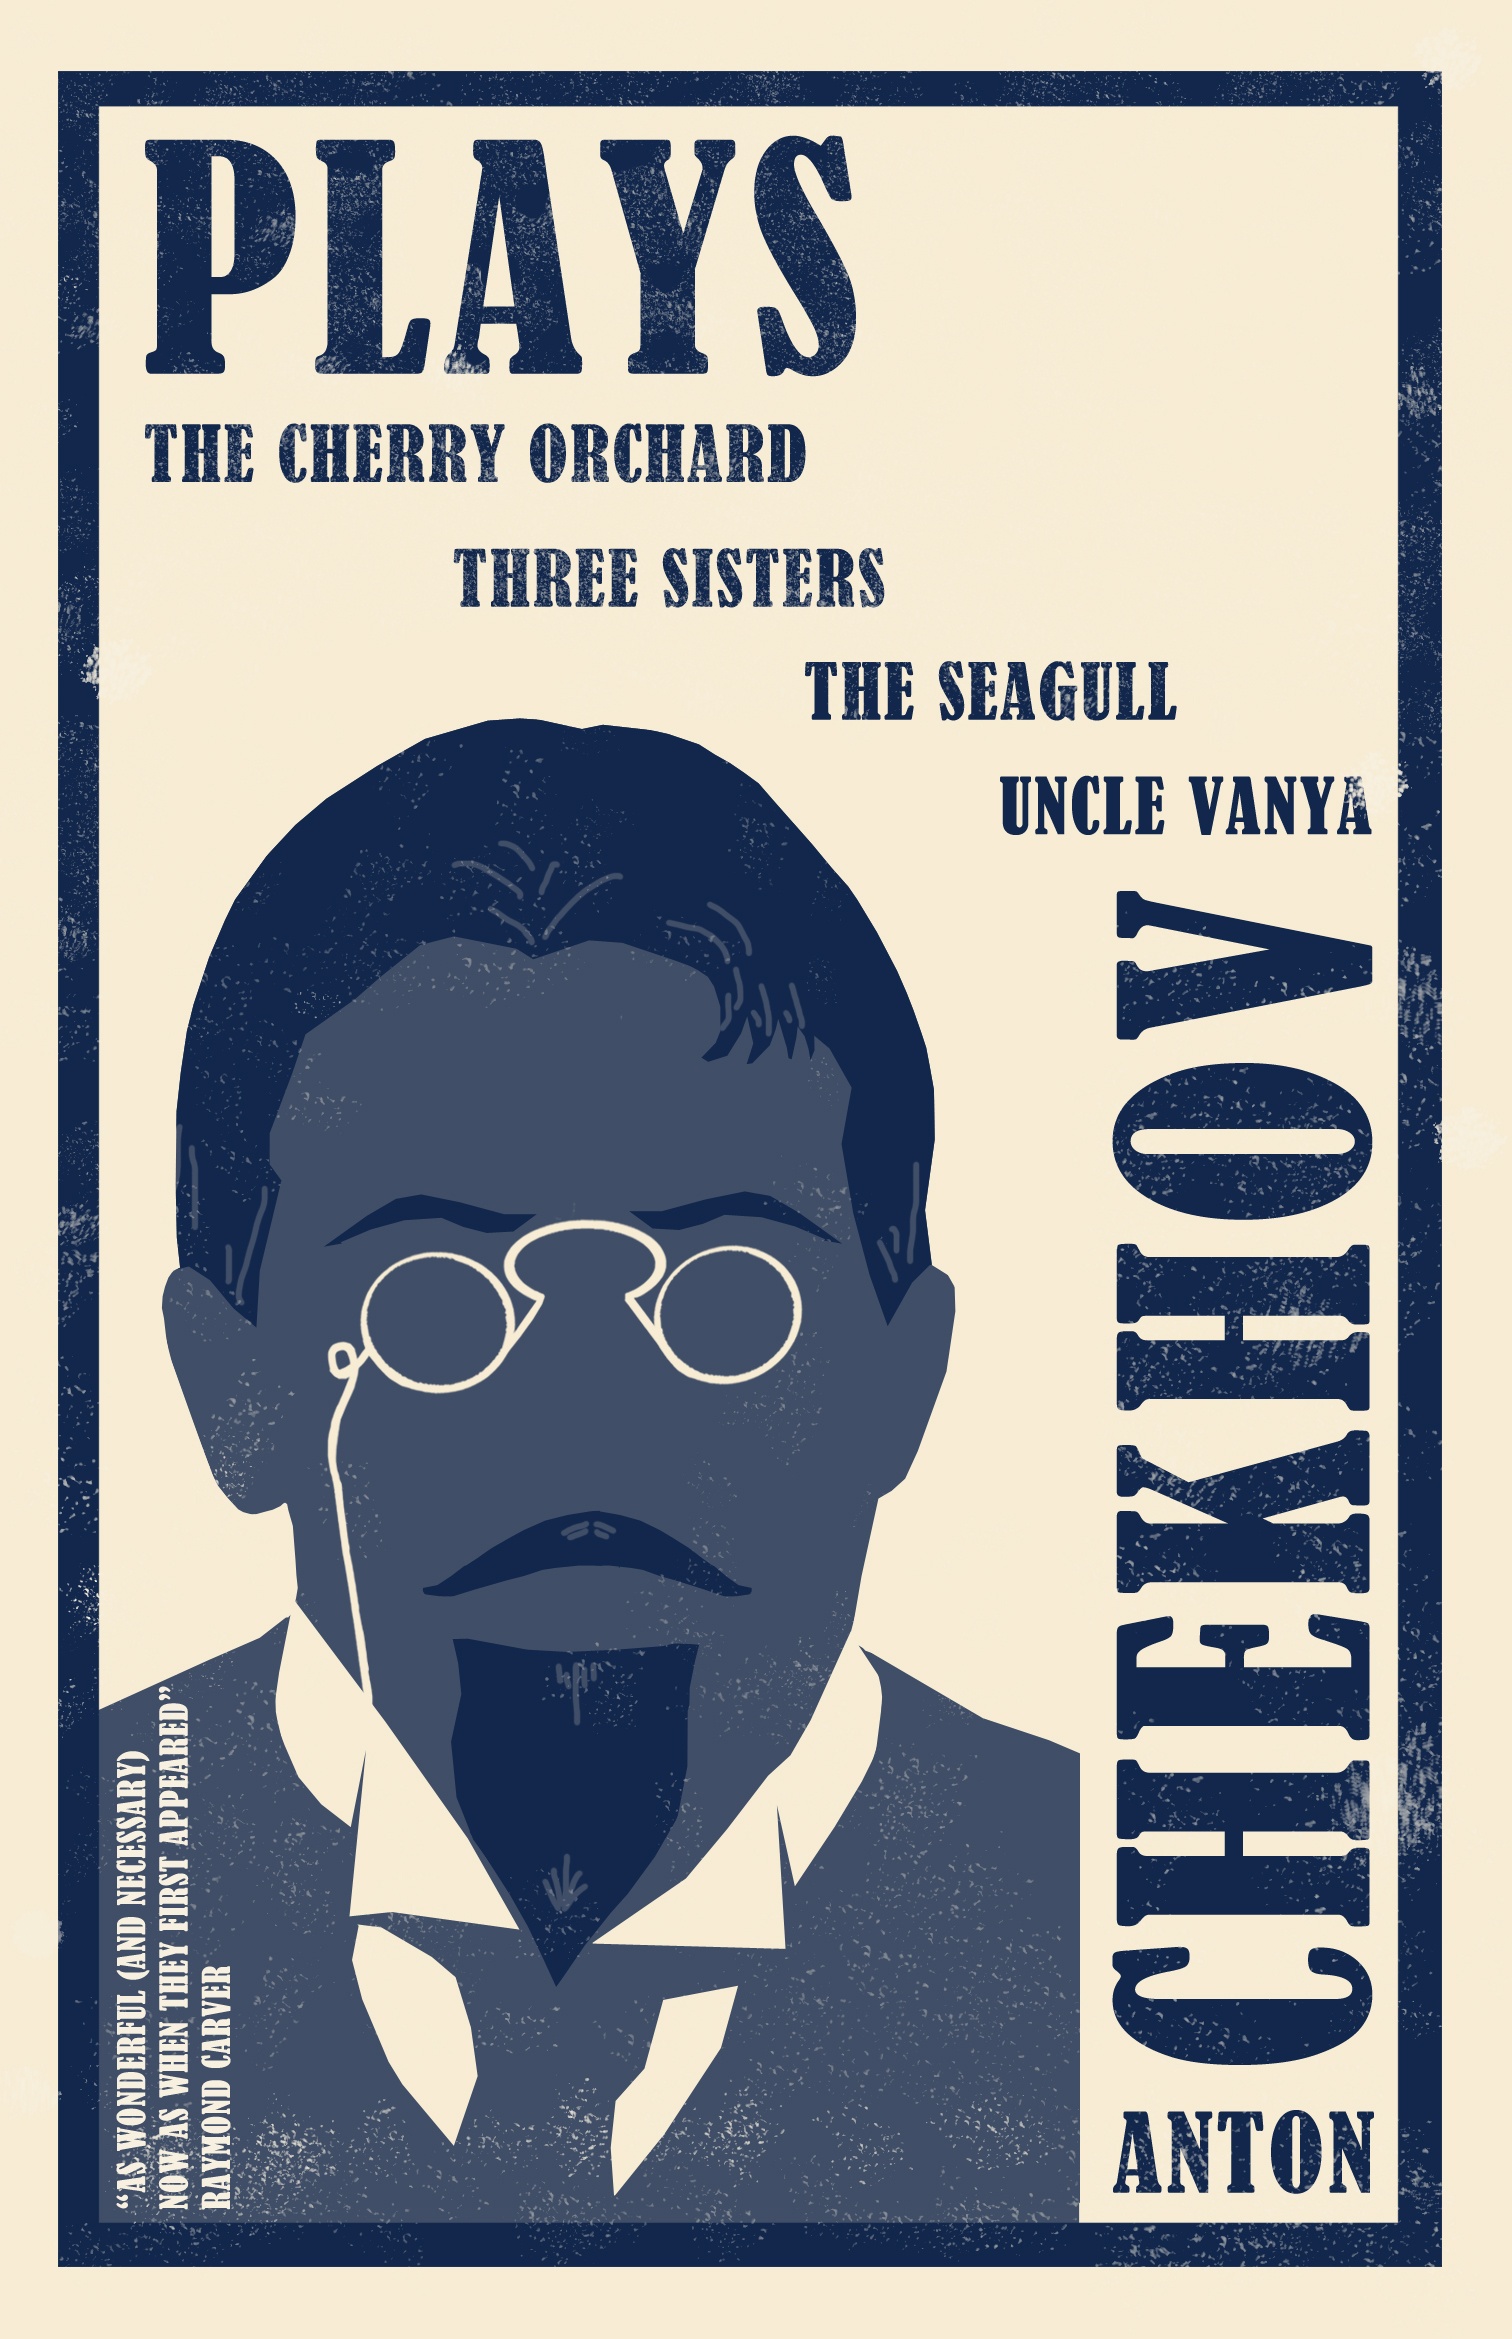 PLAYS
THE CHERRY ORCHARD
THREE SISTERS
THE SEAGULL
UNCLE VANYA
ANTON
CHEKHOV
“AS WONDERFUL (AND NECESSARY)
NOW AS WHEN THEY FIRST APPEARED”
RAYMOND CARVER